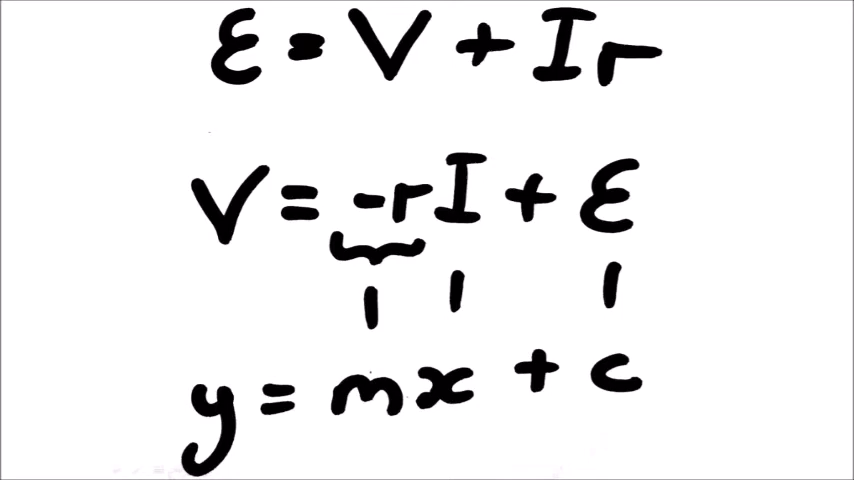 Ɛ = V + Ir
V = -rI + Ɛ
y = mx + c